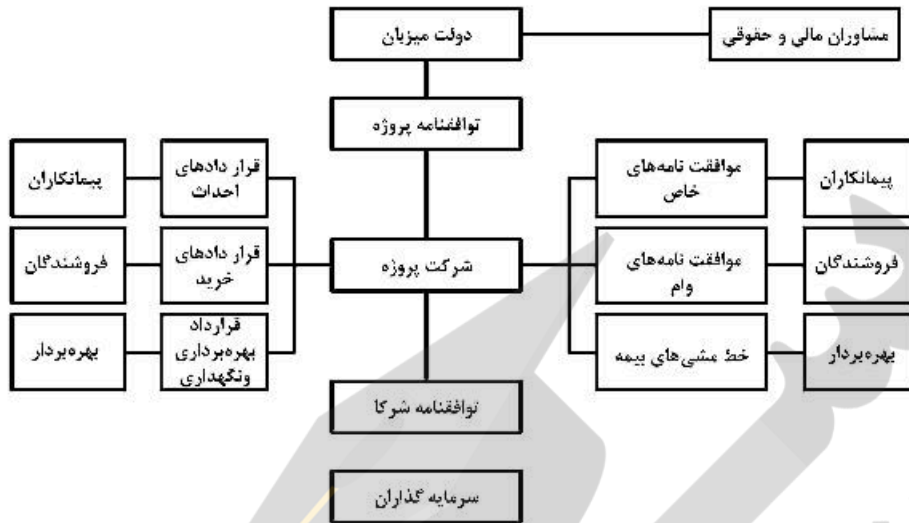 دولت میزبان
مشاوران مالی و حقوقی
توافقنامه پروژه
موافقت نامه‌های
خاص
پیمانکاران
قرار دادهای
احداث
پیمانکاران
شرکت پروژه
موافقت نامه‌های
وام
فروشندگان
قرار دادهای
خرید
فروشندگان
خط مشی‌های بیمه
بهره‌بردار
قرارداد
بهره‌برداری
ونگهداری
بهره‌بردار
توافقنامه شرکا
سرمایه گذاران